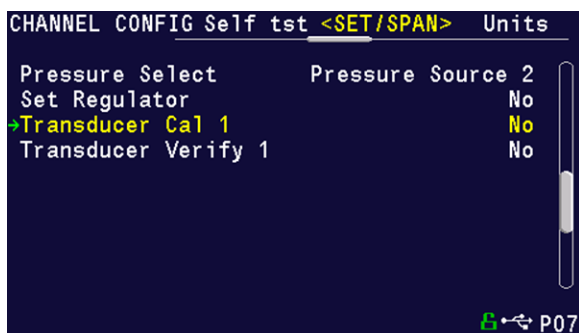 CHANNEL CONFIG Self tst <SET/SPAN> Units
Pressure Select Pressure Source 2
Set Regulator No
→Transducer Cal 1 No
Transducer Verify 1 No
P07